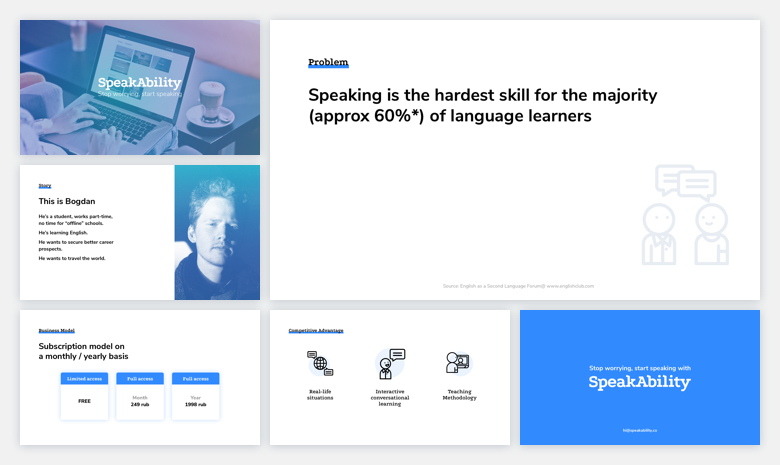 SpeakAbility
Stop worrying, start speaking
Problem
Speaking is the hardest skill for the majority
(approx 60%*) of language learners
Source: English as a Second Language Forum@ www.englishclub.com
Story
This is Bogdan
He's a student, works part-time,
no time for "offline" schools.
He's learning English.
He wants to secure better career
prospects.
He wants to travel the world.
Business Model
Subscription model on
a monthly / yearly basis
Limited access
FREE
Full access
Month
249 rub
Full access
Year
1998 rub
Competitive Advantage
Real-life
situations
Interactive
conversational
learning
Teaching
Methodology
Stop worrying, start speaking with
SpeakAbility
hi@speakability.co